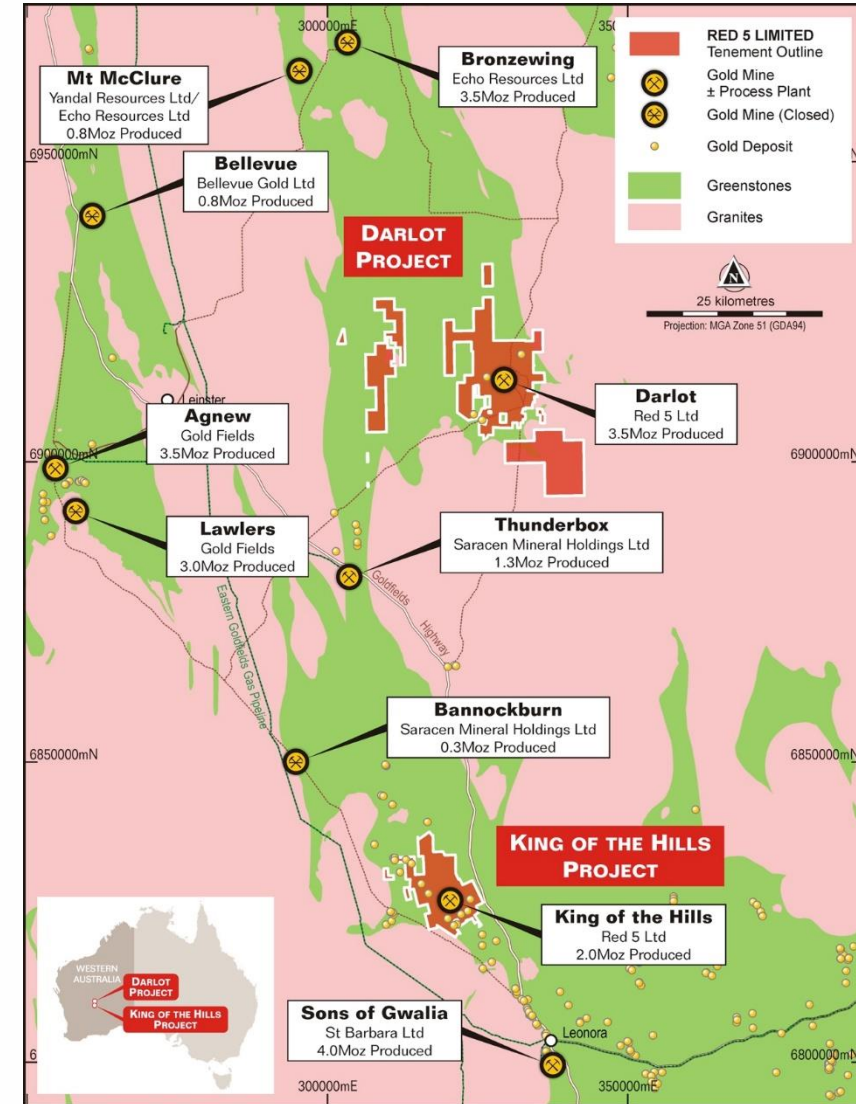 300000mE
350
RED 5 LIMITED
Tenement Outline
Gold Mine
± Process Plant
Gold Mine (Closed)
Gold Deposit
Greenstones
Granites
Bronzewing
Echo Resources Ltd
3.5Moz Produced
Mt McClure
Yandal Resources Ltd/
Echo Resources Ltd
0.8Moz Produced
6950000mN
6950000mN
Bellevue
Bellevue Gold Ltd
0.8Moz Produced
DARLOT
PROJECT
N
25 kilometres
Projection: MGA Zone 51 (GDA94)
Leinster
Darlot
Red 5 Ltd
3.5Moz Produced
Agnew
Gold Fields
3.5Moz Produced
6900000mN
6900000mN
Lawlers
Gold Fields
3.0Moz Produced
Thunderbox
Saracen Mineral Holdings Ltd
1.3Moz Produced
Goldfields
Highway
Eastern Goldfields Gas Pipeline
Bannockburn
Saracen Mineral Holdings Ltd
0.3Moz Produced
6850000mN
6850000mN
KING OF THE HILLS
PROJECT
King of the Hills
Red 5 Ltd
2.0Moz Produced
WESTERN
AUSTRALIA
DARLOT
PROJECT
KING OF THE HILLS
PROJECT
Sons of Gwalia
St Barbara Ltd
4.0Moz Produced
Leonora
6800000mN
300000mE
350000mE